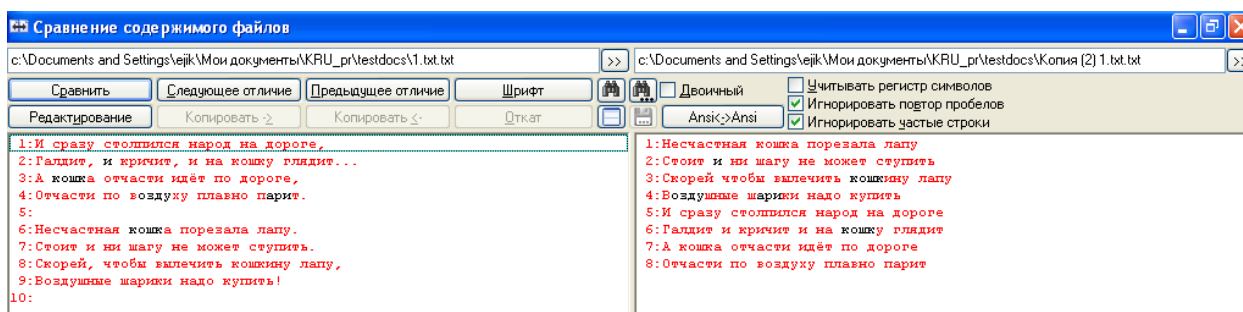 Сравнение содержимого файлов
c:\Documents and Settings\ejik\Мои документы\KRU_pr\testdocs\1.txt.txt >> c:\Documents and Settings\ejik\Мои документы\KRU_pr\testdocs\Копия (2) 1.txt.txt >>
Сравнить Следующее отличие Предыдущее отличие Шрифт Двоичный Учитывать регистр символов
Игнорировать повтор пробелов
Редактирование Копировать -> Копировать <- Откат Ansi<->Ansi Игнорировать частые строки
1:И сразу столпился народ на дороге,
2:Галдит, и кричит, и на кошку глядит...
3:А кошка отчасти идёт по дороге,
4:Отчасти по воздуху плавно парит.
5:
6:Несчастная кошка порезала лапу.
7:Стоит и ни шагу не может ступить.
8:Скорей, чтобы вылечить кошкину лапу,
9:Воздушные шарики надо купить!
10:
1:Несчастная кошка порезала лапу
2:Стоит и ни шагу не может ступить
3:Скорей чтобы вылечить кошкину лапу
4:Воздушные шарики надо купить
5:И сразу столпился народ на дороге
6:Галдит и кричит и на кошку глядит
7:А кошка отчасти идёт по дороге
8:Отчасти по воздуху плавно парит